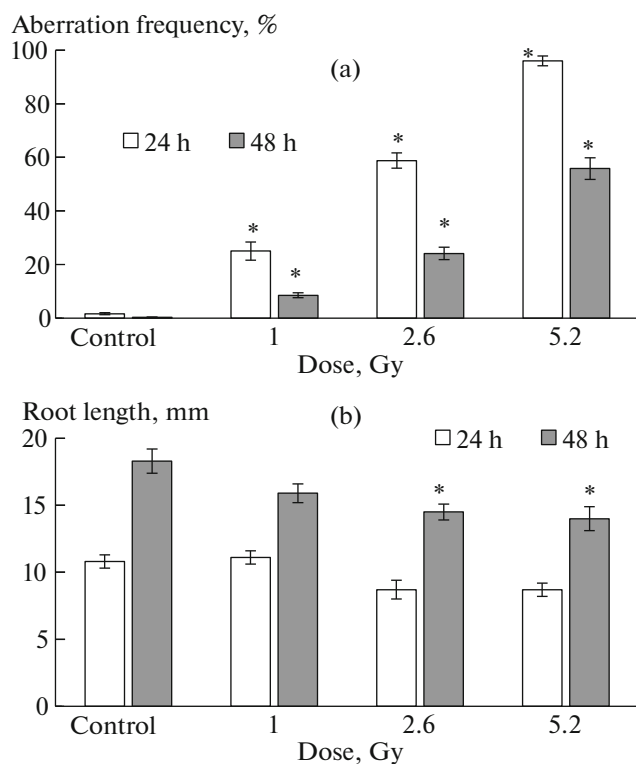 Aberration frequency, %
(a)
100
80
60
40
20
0
24 h 48 h
* * * * * *
Control 1 2.6 5.2
Dose, Gy
Root length, mm
(b)
20
15
10
5
0
24 h 48 h
* *
Control 1 2.6 5.2
Dose, Gy